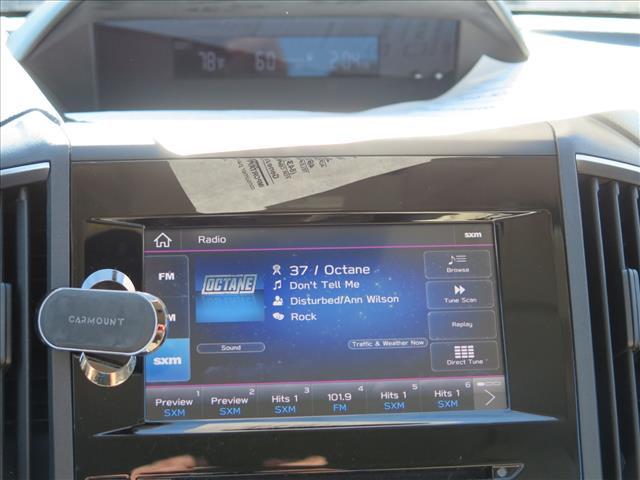 78°F 60 2:04
Radio
sxm
FM
sxm
OCTANE
37 / Octane
Don't Tell Me
Disturbed/Ann Wilson
Rock
Sound
Traffic & Weather Now
Browse
Tune Scan
Replay
Direct Tune
CARMOUNT
1 Preview SXM
2 Preview SXM
3 Hits 1 SXM
4 101.9 FM
5 Hits 1 SXM
6 Hits 1 SXM